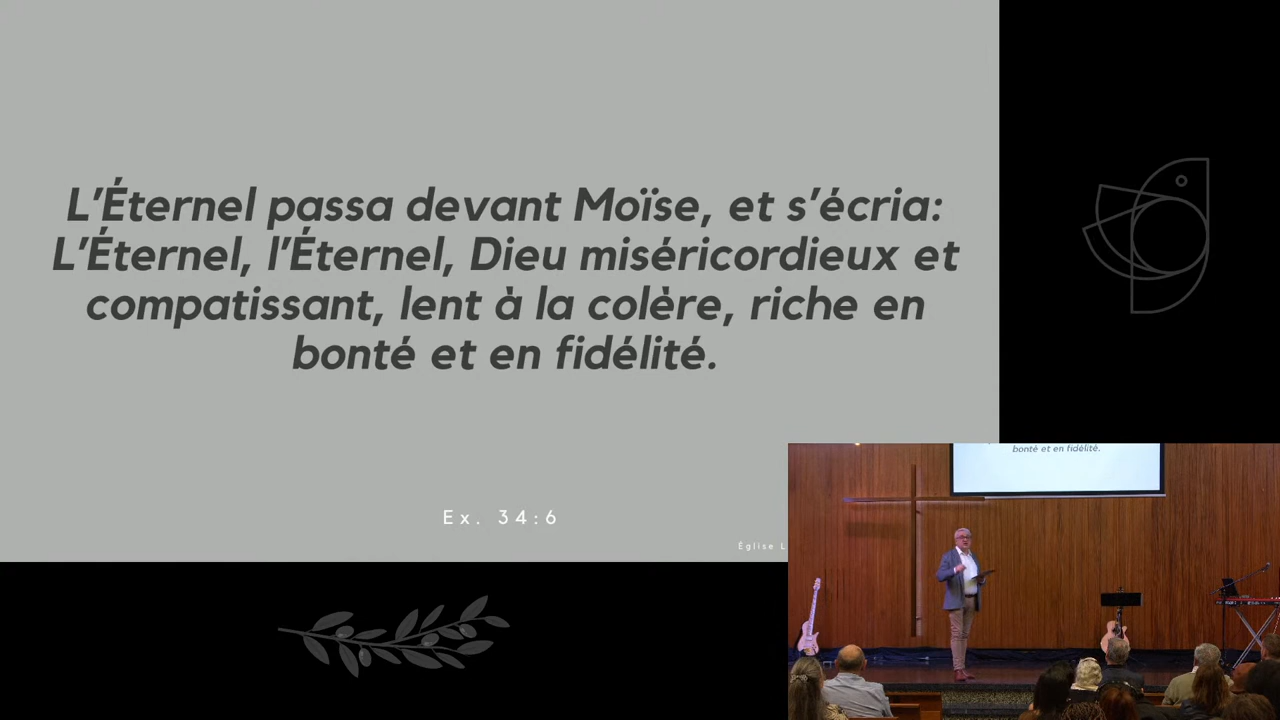 L'Éternel passa devant Moïse, et s'écria:
L'Éternel, l'Éternel, Dieu miséricordieux et
compatissant, lent à la colère, riche en
bonté et en fidélité.
Ex. 34:6
Église
bonté et en fidélité.